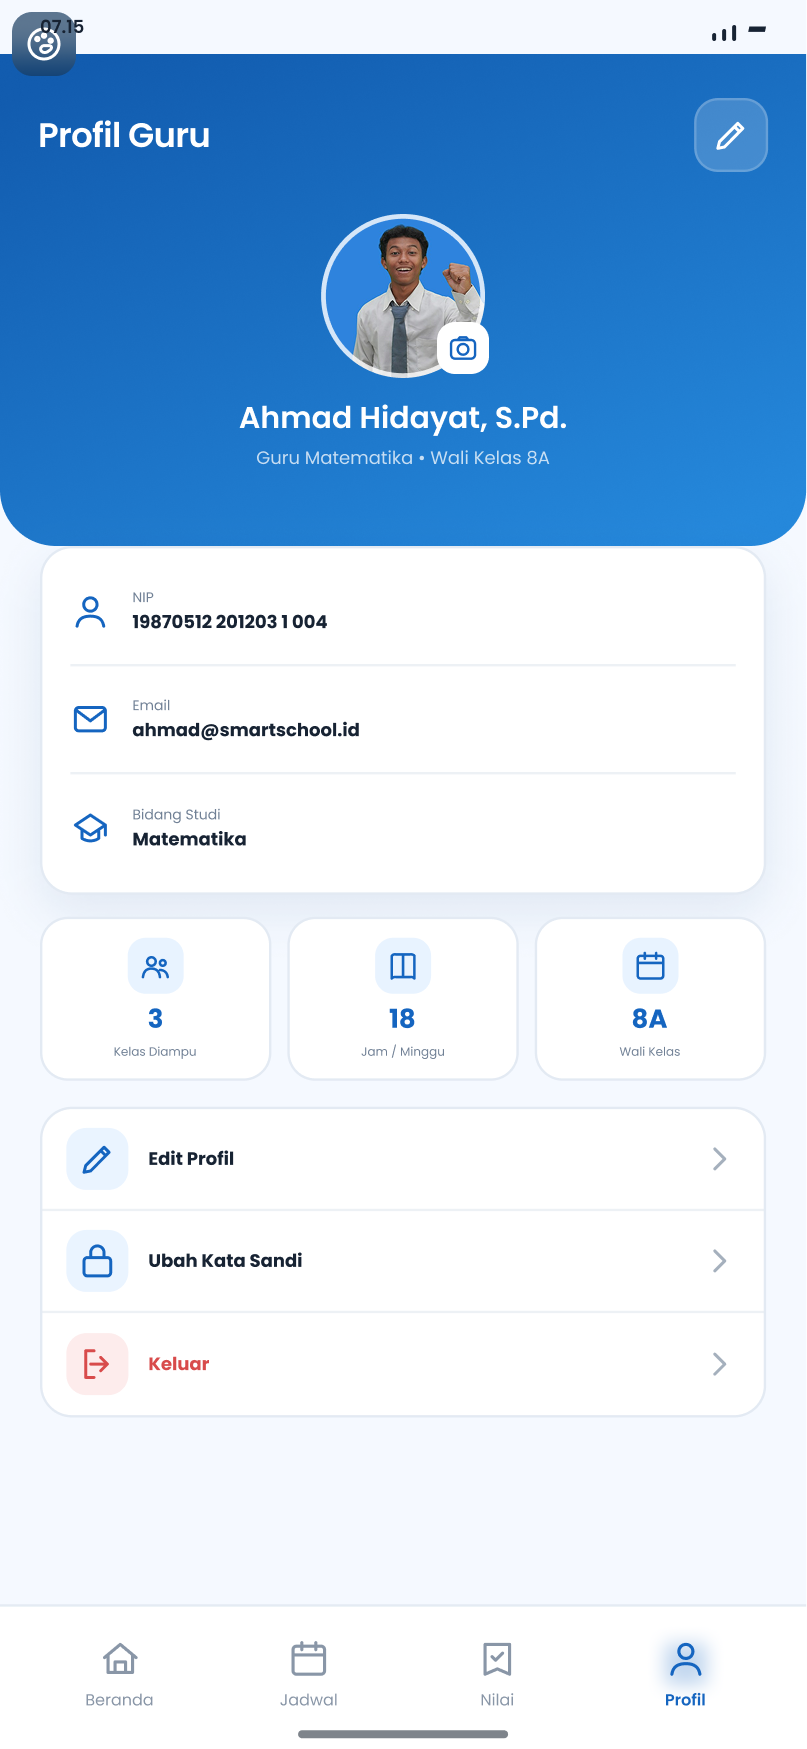 07.15
Profil Guru
Ahmad Hidayat, S.Pd.
Guru Matematika • Wali Kelas 8A
NIP
19870512 201203 1 004
Email
ahmad@smartschool.id
Bidang Studi
Matematika
3
Kelas Diampu
18
Jam / Minggu
8A
Wali Kelas
Edit Profil
Ubah Kata Sandi
Keluar
Beranda
Jadwal
Nilai
Profil